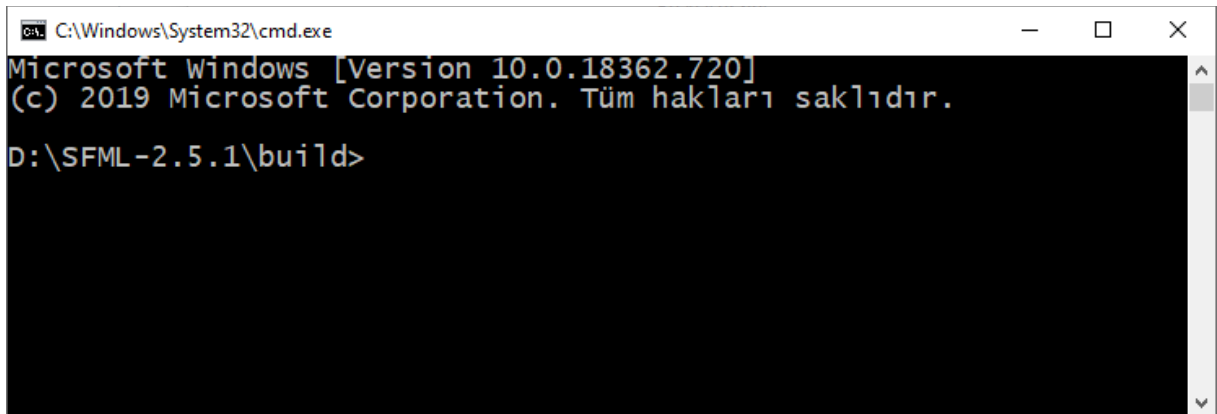 C:\Windows\System32\cmd.exe
Microsoft Windows [Version 10.0.18362.720]
(c) 2019 Microsoft Corporation. Tüm hakları saklıdır.
D:\SFML-2.5.1\build>